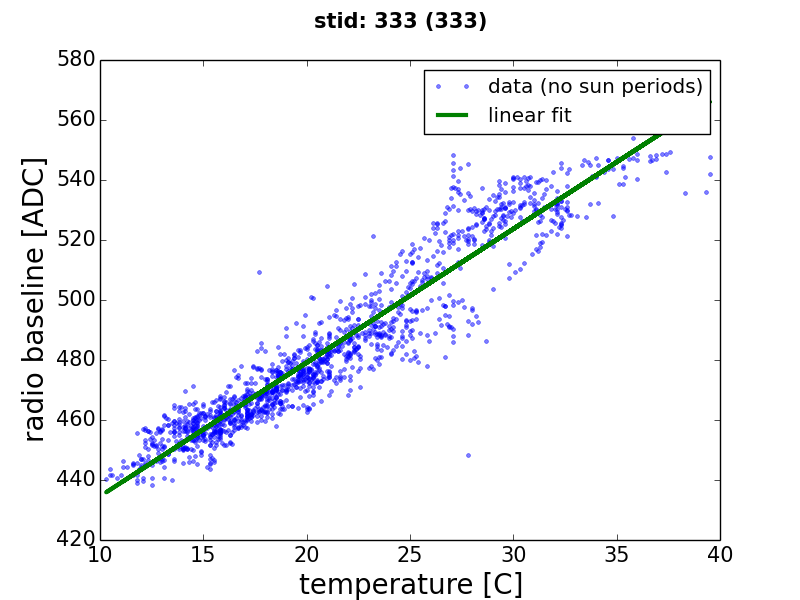 stid: 333 (333)
580
560
540
520
500
480
460
440
420
radio baseline [ADC]
data (no sun periods)
linear fit
10 15 20 25 30 35 40
temperature [C]